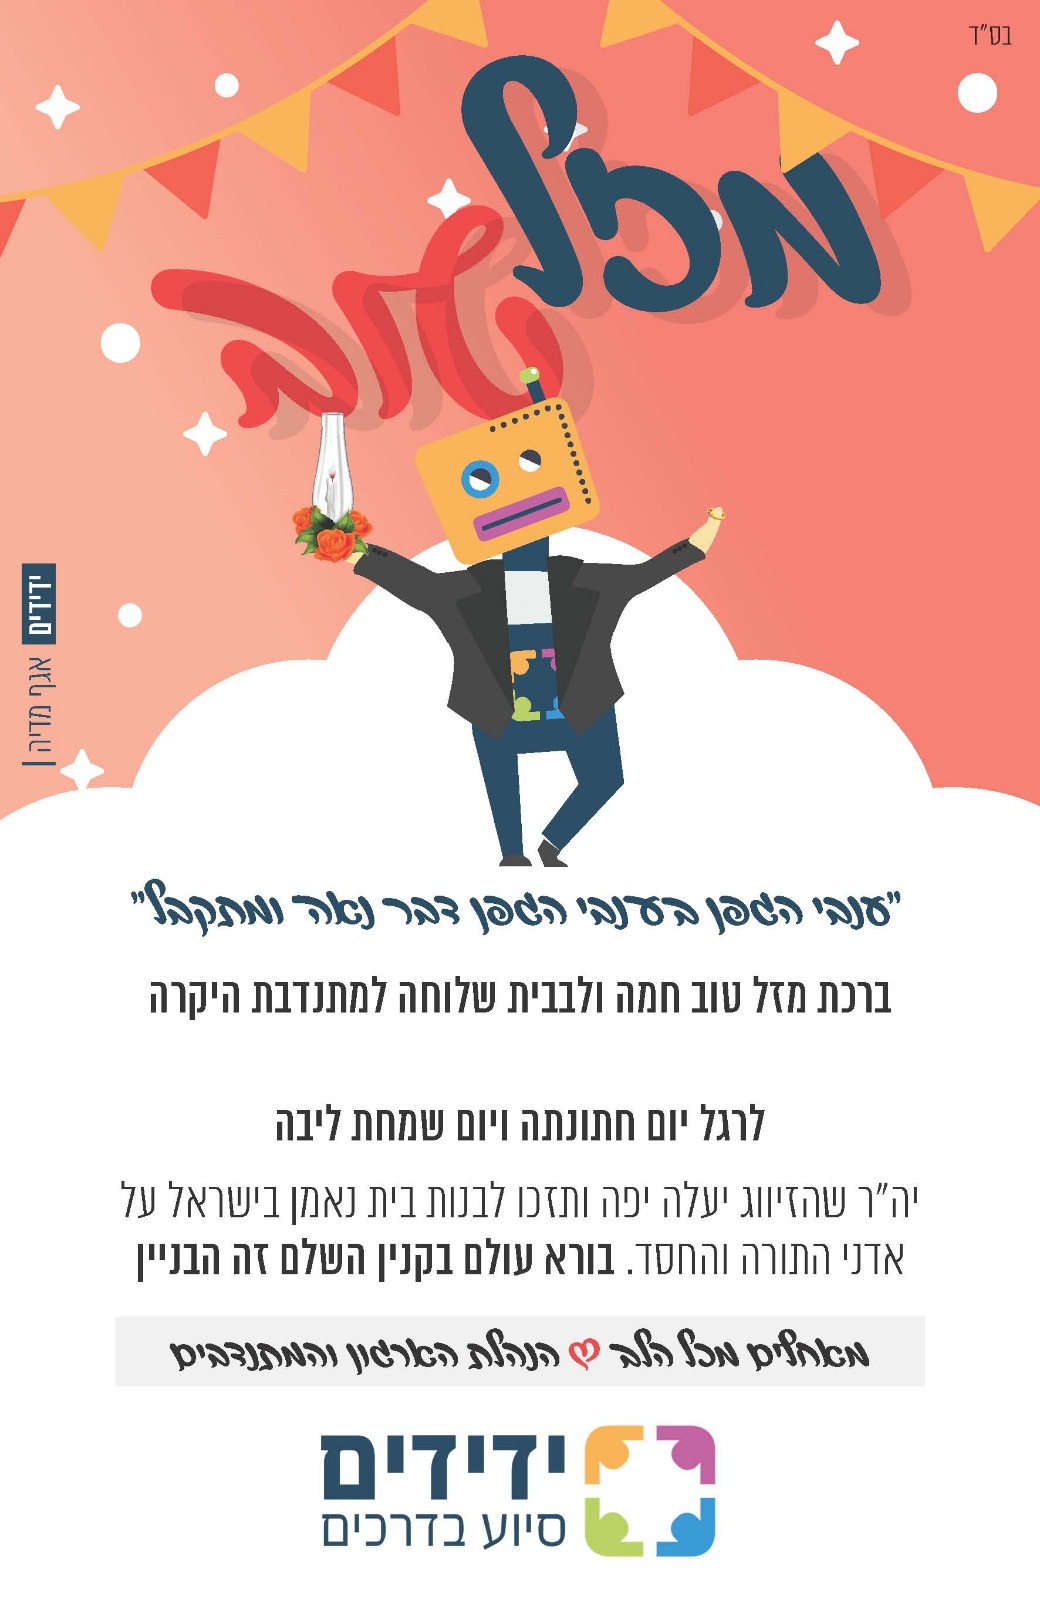 בס"ד
מכל
הלב
"ענבי הגפן בענבי הגפן דבר נאה ומתקבל"
ברכת מזל טוב חמה ולבבית שלוחה למתנדבת היקרה
לרגל יום חתונתה ויום שמחת ליבה
יה"ר שהזיווג יעלה יפה ותזכו לבנות בית נאמן בישראל על
אדני התורה והחסד. בורא עולם בקנין השלם זה הבניין
מאחלים מכל הלב הנהלת הארגון והמתנדבים
ידידים
סיוע בדרכים
ידידים אגף מדיה |